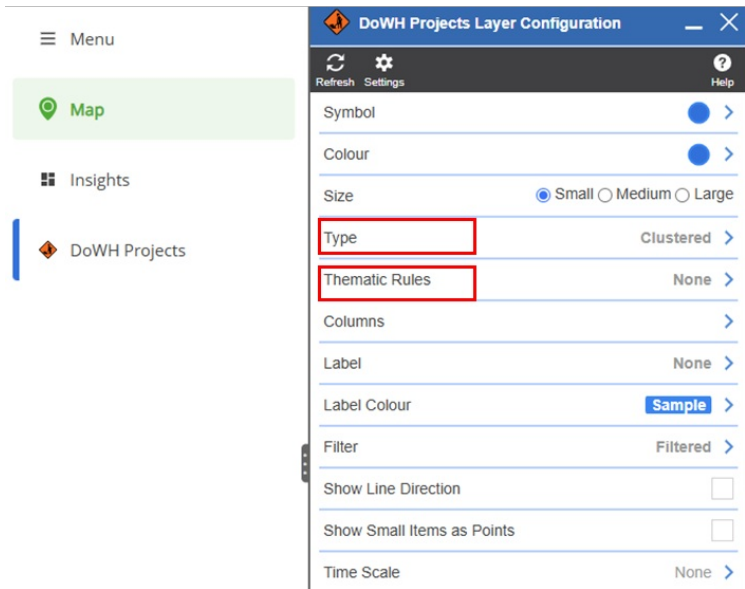 Menu
Map
Insights
DoWH Projects
DoWH Projects Layer Configuration
Refresh Settings Help
Symbol
Colour
Size Small Medium Large
Type Clustered
Thematic Rules None
Columns
Label None
Label Colour Sample
Filter Filtered
Show Line Direction
Show Small Items as Points
Time Scale None